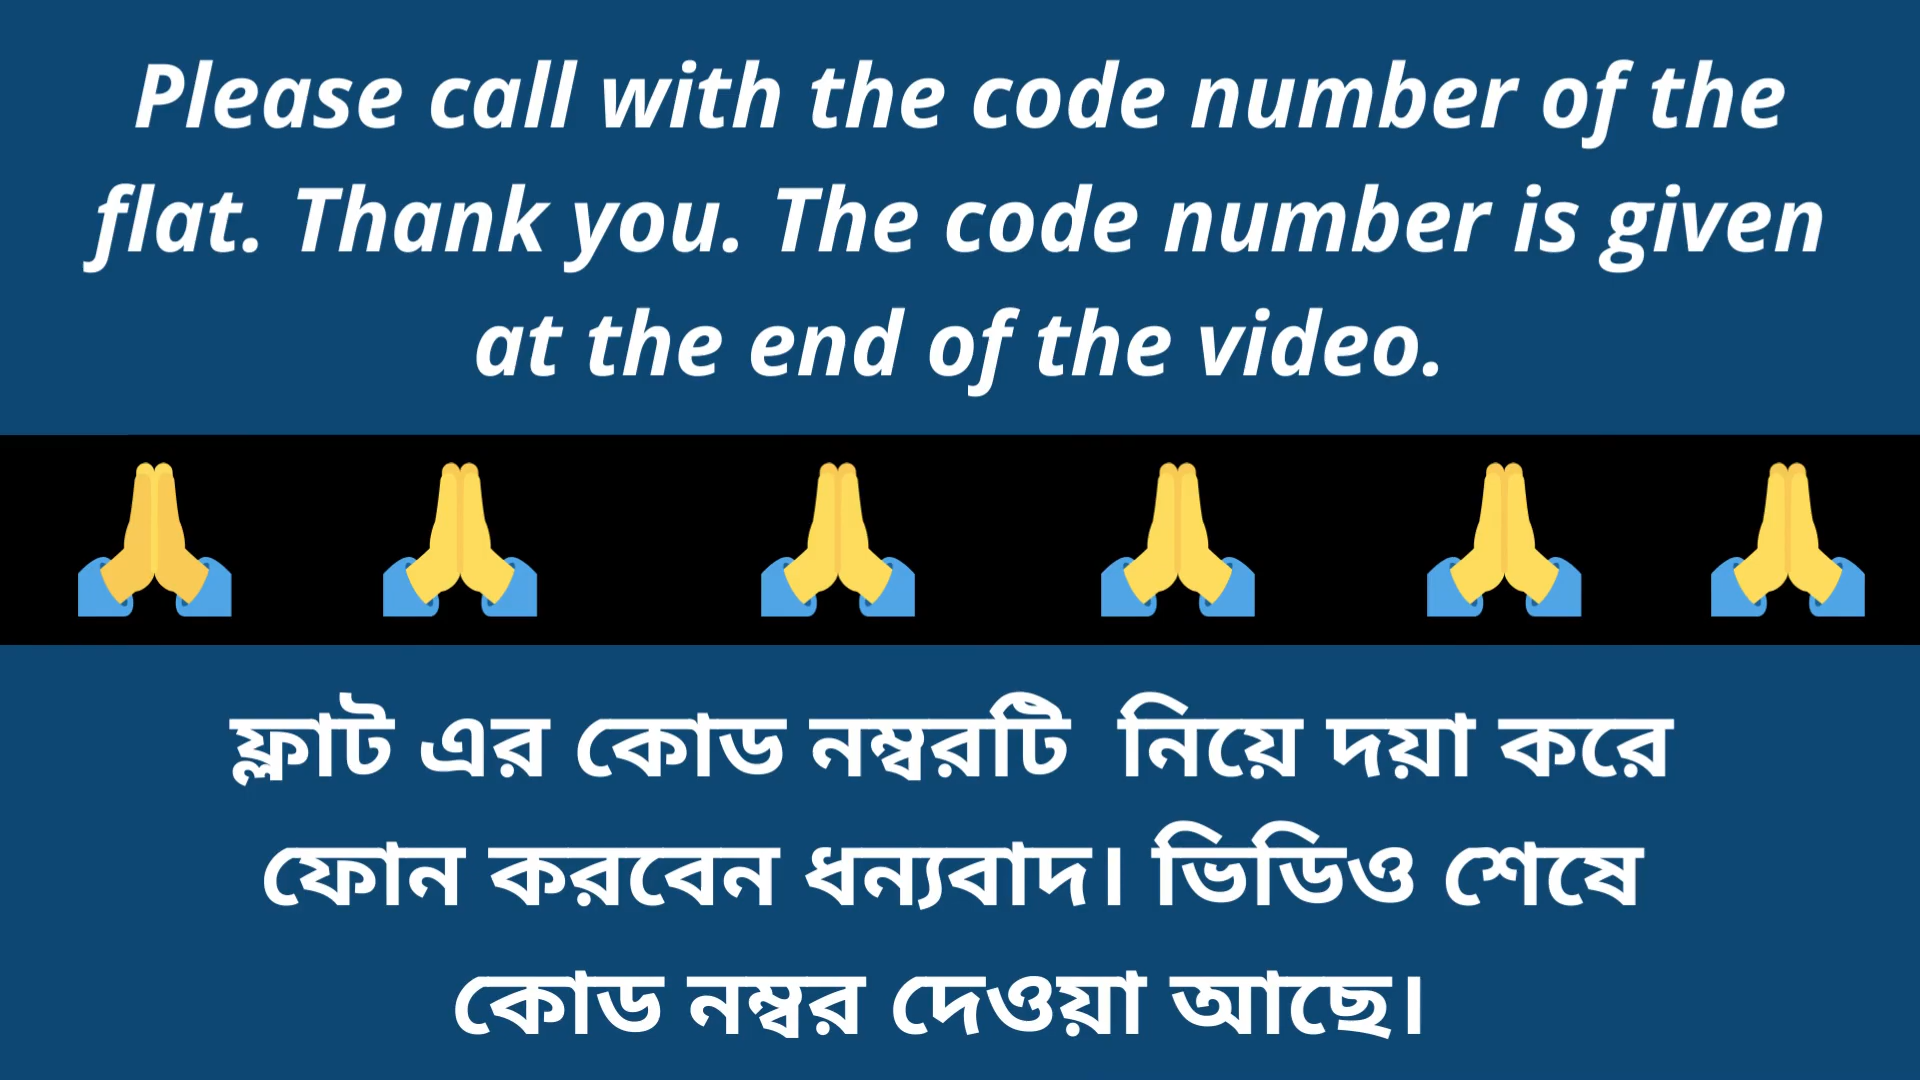 Please call with the code number of the
flat. Thank you. The code number is given
at the end of the video.
ফ্লাট এর কোড নম্বরটি নিয়ে দয়া করে
ফোন করবেন ধন্যবাদ। ভিডিও শেষে
কোড নম্বর দেওয়া আছে।